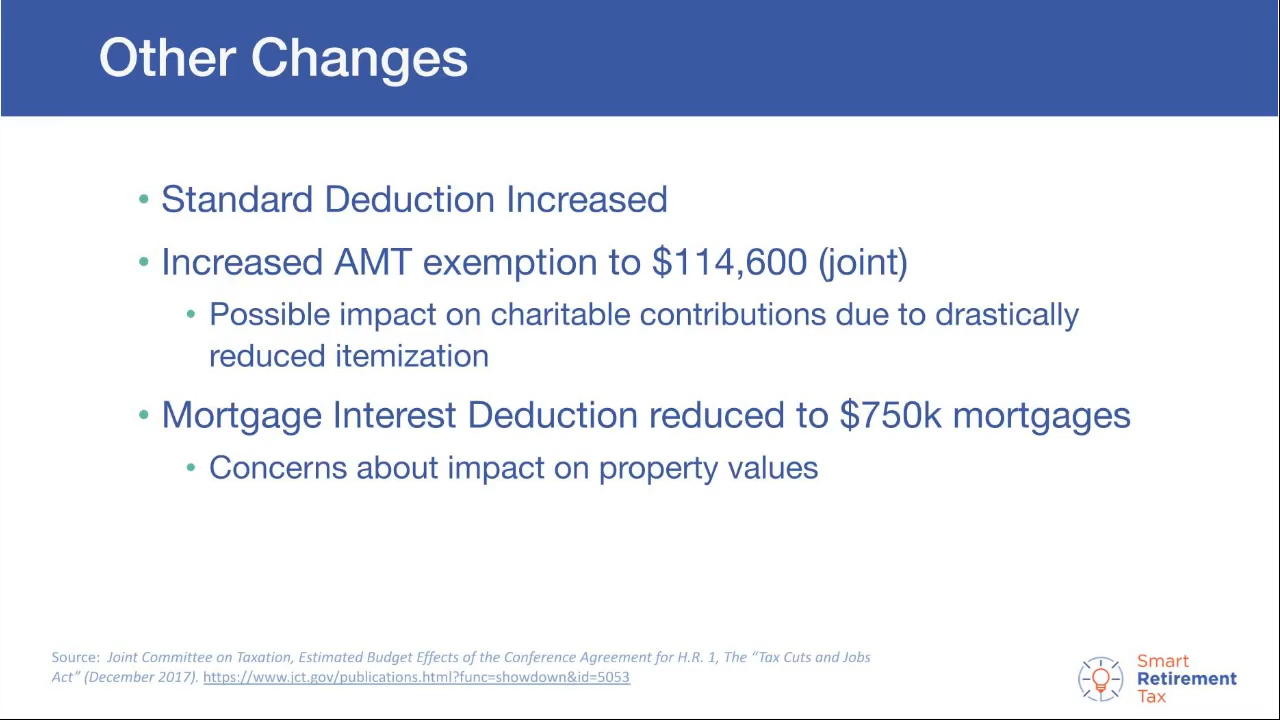 Other Changes
• Standard Deduction Increased
• Increased AMT exemption to $114,600 (joint)
• Possible impact on charitable contributions due to drastically
reduced itemization
• Mortgage Interest Deduction reduced to $750k mortgages
• Concerns about impact on property values
Source: Joint Committee on Taxation, Estimated Budget Effects of the Conference Agreement for H.R. 1, The “Tax Cuts and Jobs
Act” (December 2017). https://www.jct.gov/publications.html?func=showdown&id=5053
Smart
Retirement
Tax